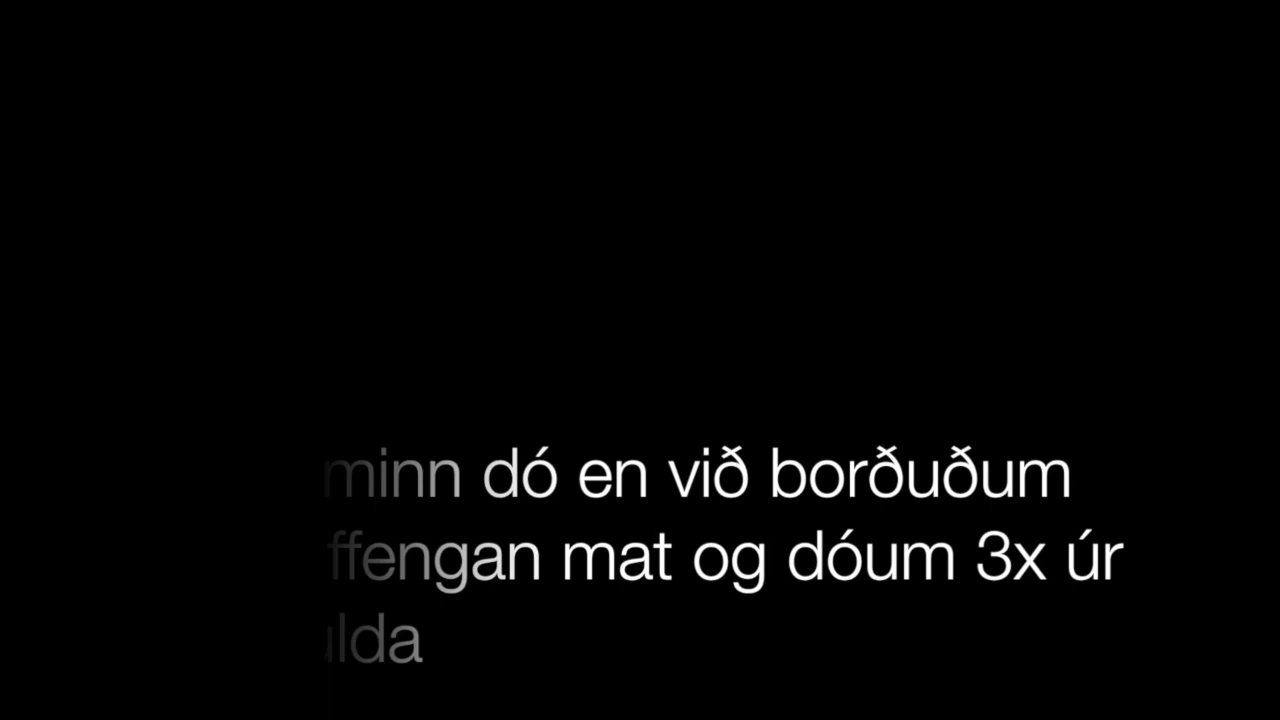 minn dó en við borðuðum
ffengan mat og dóum 3x úr
lda